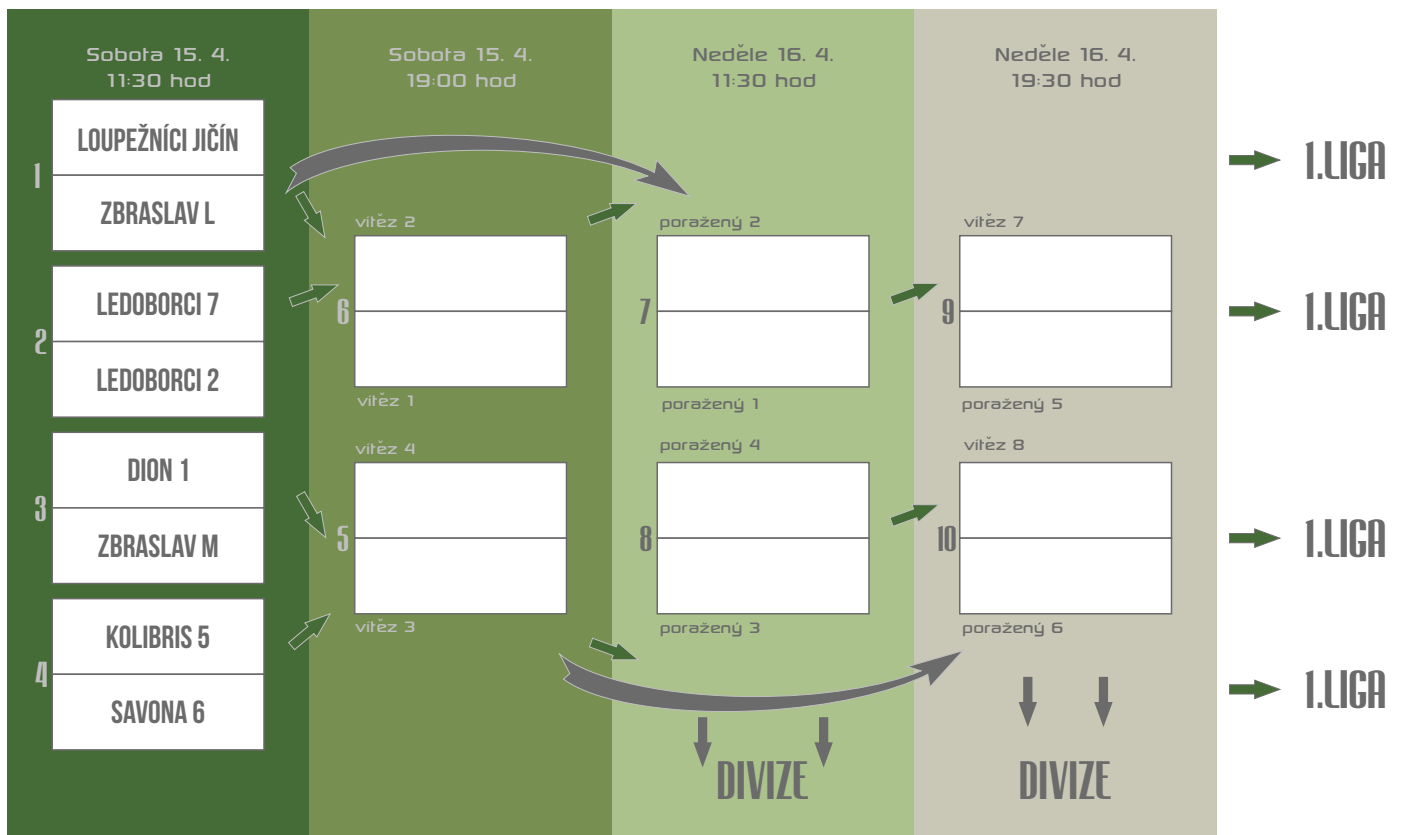 Sobota 15. 4.
11:30 hod
1
LOUPEŽNÍCI JIČÍN
ZBRASLAV L
2
LEDOBORCI 7
LEDOBORCI 2
3
DION 1
ZBRASLAV M
4
KOLIBRIS 5
SAVONA 6
Sobota 15. 4.
19:00 hod
vítěz 2
6
vítěz 1
vítěz 4
5
vítěz 3
Neděle 16. 4.
11:30 hod
poražený 2
7
poražený 1
poražený 4
8
poražený 3
DIVIZE
Neděle 16. 4.
19:30 hod
vítěz 7
9
poražený 5
vítěz 8
10
poražený 6
DIVIZE
1.LIGA
1.LIGA
1.LIGA
1.LIGA